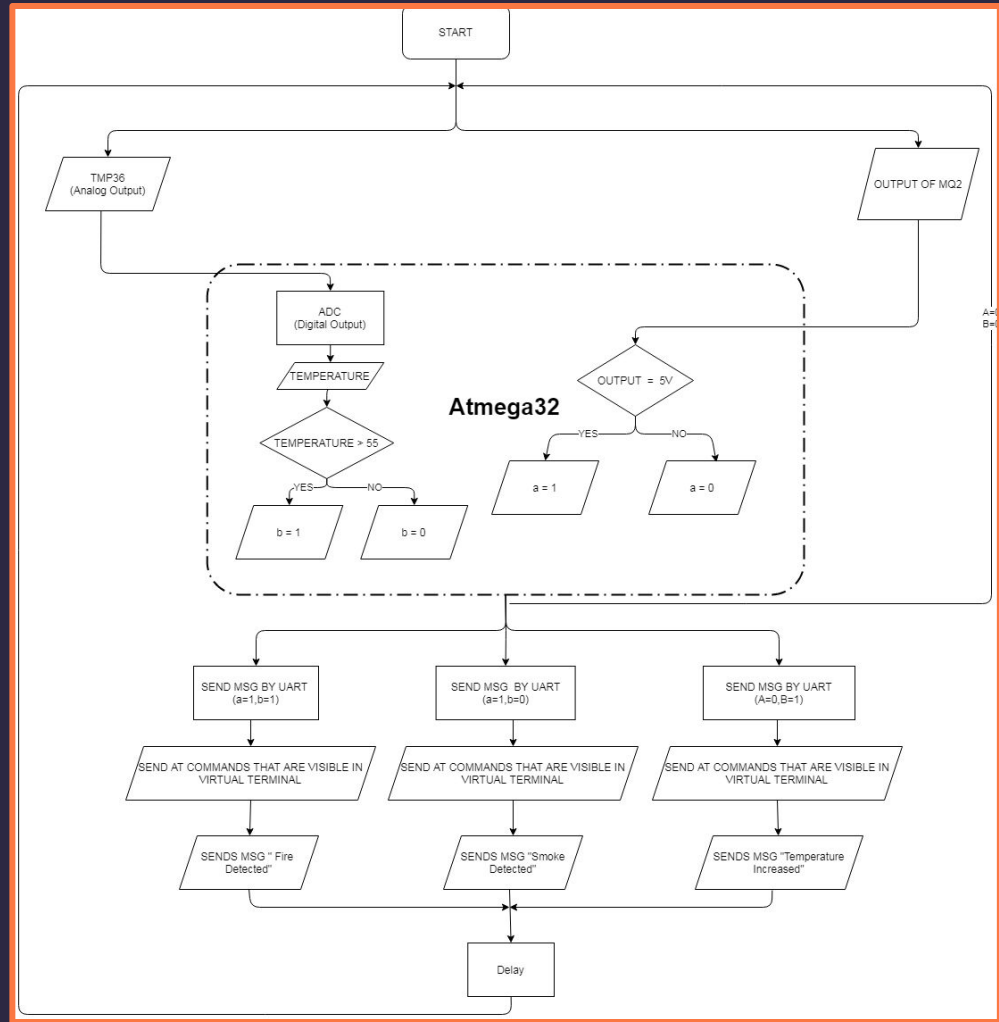 START
TMP36
(Analog Output)
OUTPUT OF MQ2
ADC
(Digital Output)
A=0
B=0
TEMPERATURE
OUTPUT = 5V
Atmega32
TEMPERATURE > 55
YES
NO
a = 1
a = 0
YES
NO
b = 1
b = 0
SEND MSG BY UART
(a=1,b=1)
SEND MSG BY UART
(a=1,b=0)
SEND MSG BY UART
(A=0,B=1)
SEND AT COMMANDS THAT ARE VISIBLE IN
VIRTUAL TERMINAL
SEND AT COMMANDS THAT ARE VISIBLE IN
VIRTUAL TERMINAL
SEND AT COMMANDS THAT ARE VISIBLE IN
VIRTUAL TERMINAL
SENDS MSG " Fire
Detected"
SENDS MSG "Smoke
Detected"
SENDS MSG "Temperature
Increased"
Delay